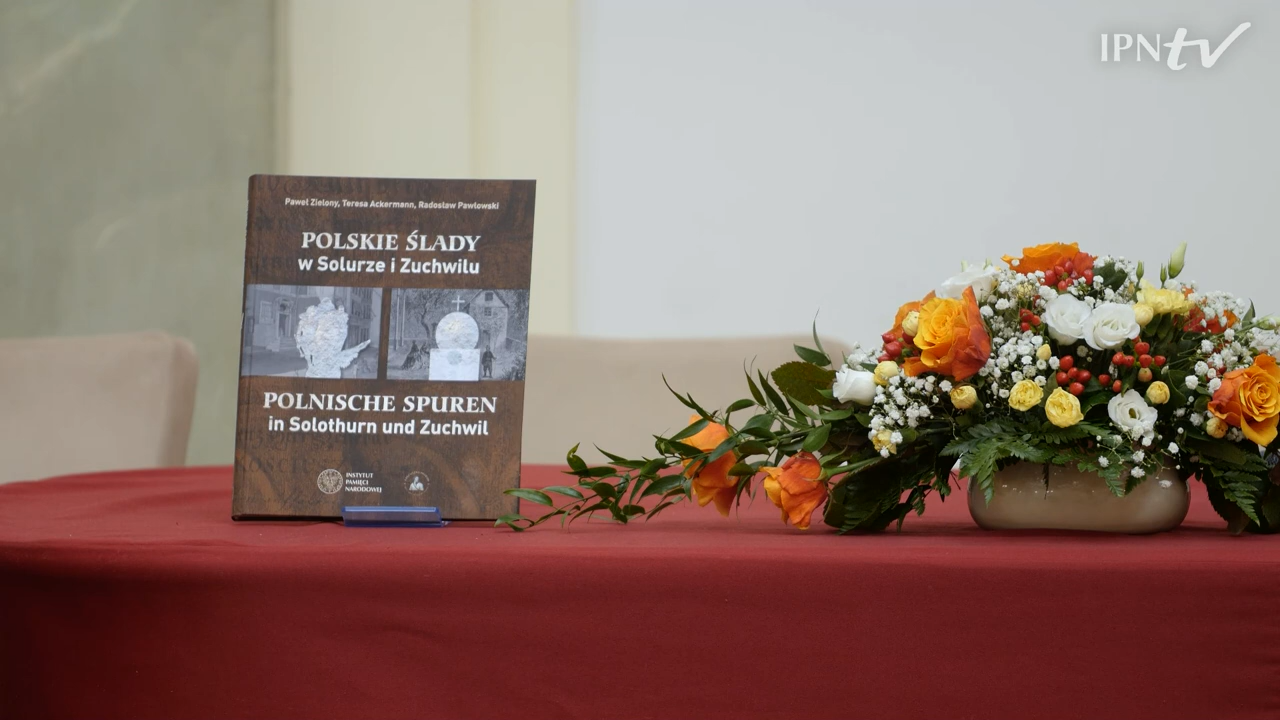 IPNtv
Paweł Zielony, Teresa Ackermann, Radosław Pawłowski
POLSKIE ŚLADY
w Solurze i Zuchwilu
POLNISCHE SPUREN
in Solothurn und Zuchwil
INSTYTUT
PAMIĘCI
NARODOWEJ